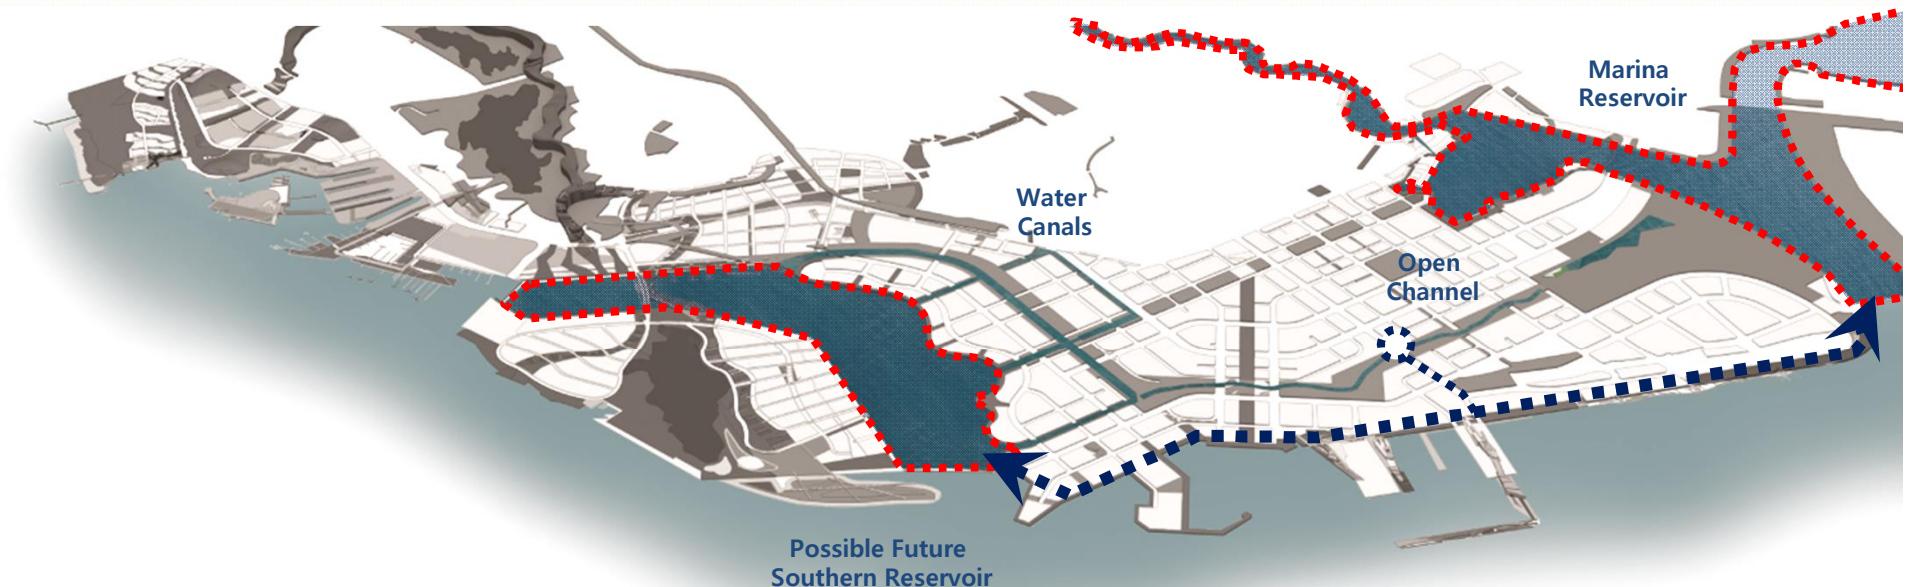 Marina
Reservoir
Water
Canals
Open
Channel
Possible Future
Southern Reservoir